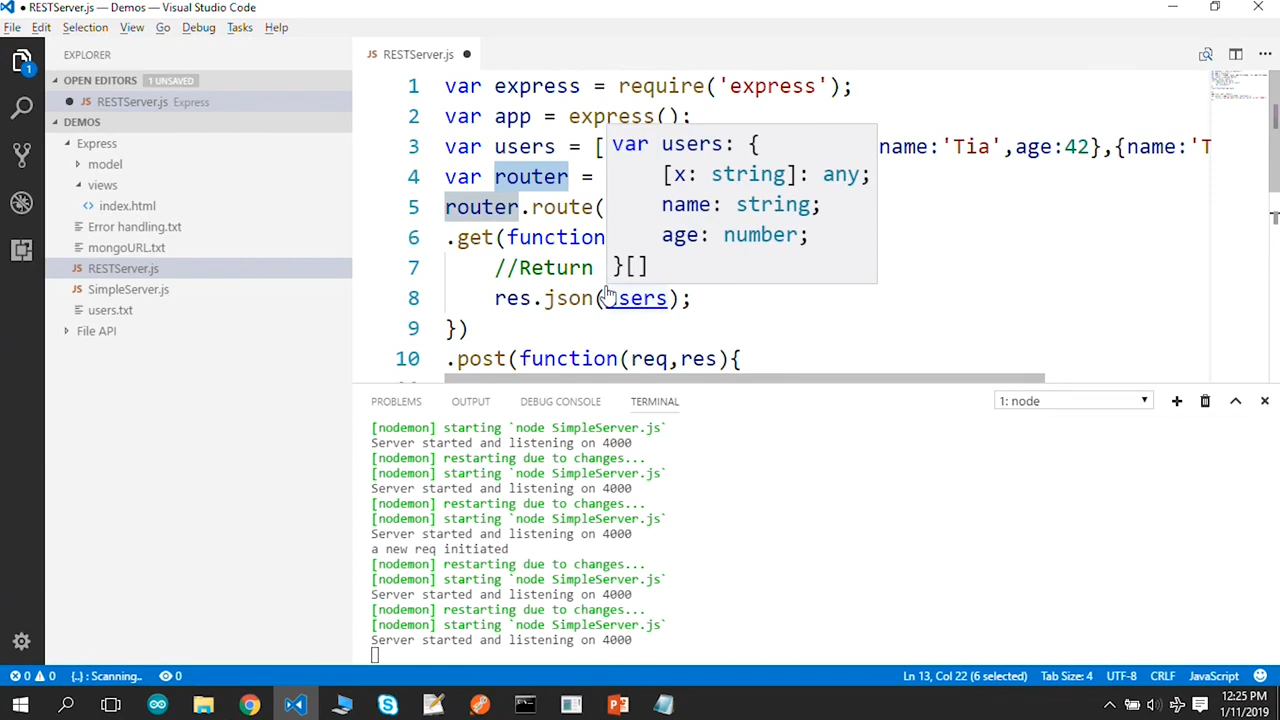 ● RESTServer.js - Demos - Visual Studio Code
File Edit Selection View Go Debug Tasks Help
EXPLORER
JS RESTServer.js ●
OPEN EDITORS 1 UNSAVED
● JS RESTServer.js Express
DEMOS
Express
model
views
<> index.html
Error handling.txt
mongoURL.txt
JS RESTServer.js
JS SimpleServer.js
users.txt
File API
1
1 var express = require('express');
2 var app = express();
3 var users = [ name:'Tia',age:42},{name:'T
4 var router =
5 router.route(
6 .get(function
7 //Return
8 res.json(users);
9 })
10 .post(function(req,res){
var users: {
[x: string]: any;
name: string;
age: number;
}[]
PROBLEMS OUTPUT DEBUG CONSOLE TERMINAL 1: node
[nodemon] starting `node SimpleServer.js`
Server started and listening on 4000
[nodemon] restarting due to changes...
[nodemon] starting `node SimpleServer.js`
Server started and listening on 4000
[nodemon] restarting due to changes...
[nodemon] starting `node SimpleServer.js`
Server started and listening on 4000
a new req initiated
[nodemon] restarting due to changes...
[nodemon] starting `node SimpleServer.js`
Server started and listening on 4000
[nodemon] restarting due to changes...
[nodemon] starting `node SimpleServer.js`
Server started and listening on 4000
0 0 {..} : Scanning.. 0 Ln 13, Col 22 (6 selected) Tab Size: 4 UTF-8 CRLF JavaScript
12:25 PM
1/11/2019